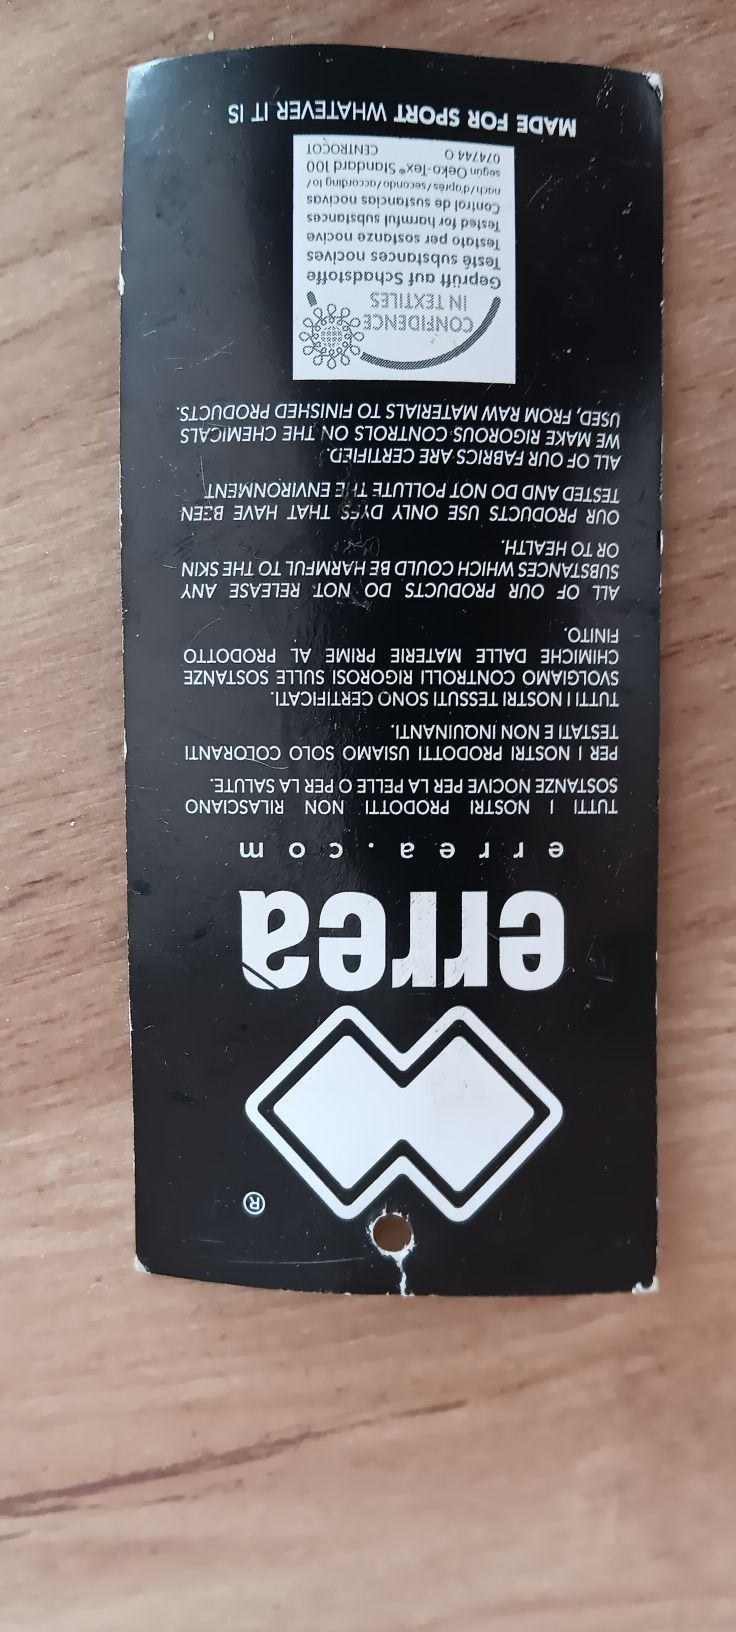 ®
errea
errea.com
TUTTI I NOSTRI PRODOTTI NON RILASCIANO
SOSTANZE NOCIVE PER LA PELLE O PER LA SALUTE.
PER I NOSTRI PRODOTTI USIAMO SOLO COLORANTI
TESTATI E NON INQUINANTI.
TUTTI I NOSTRI TESSUTI SONO CERTIFICATI.
SVOLGIAMO CONTROLLI RIGOROSI SULLE SOSTANZE
CHIMICHE DALLE MATERIE PRIME AL PRODOTTO
FINITO.
ALL OF OUR PRODUCTS DO NOT RELEASE ANY
SUBSTANCES WHICH COULD BE HARMFUL TO THE SKIN
OR TO HEALTH.
OUR PRODUCTS USE ONLY DYES THAT HAVE BEEN
TESTED AND DO NOT POLLUTE THE ENVIRONMENT.
ALL OF OUR FABRICS ARE CERTIFIED.
WE MAKE RIGOROUS CONTROLS ON THE CHEMICALS
USED, FROM RAW MATERIALS TO FINISHED PRODUCTS.
CONFIDENCE
IN TEXTILES
Geprüft auf Schadstoffe
Testé substances nocives
Testato per sostanze nocive
Tested for harmful substances
Control de sustancias nocivas
nach/d'après/secondo/according to/
según Oeko-Tex® Standard 100
074744 O CENTROCOT
MADE FOR SPORT WHATEVER IT IS